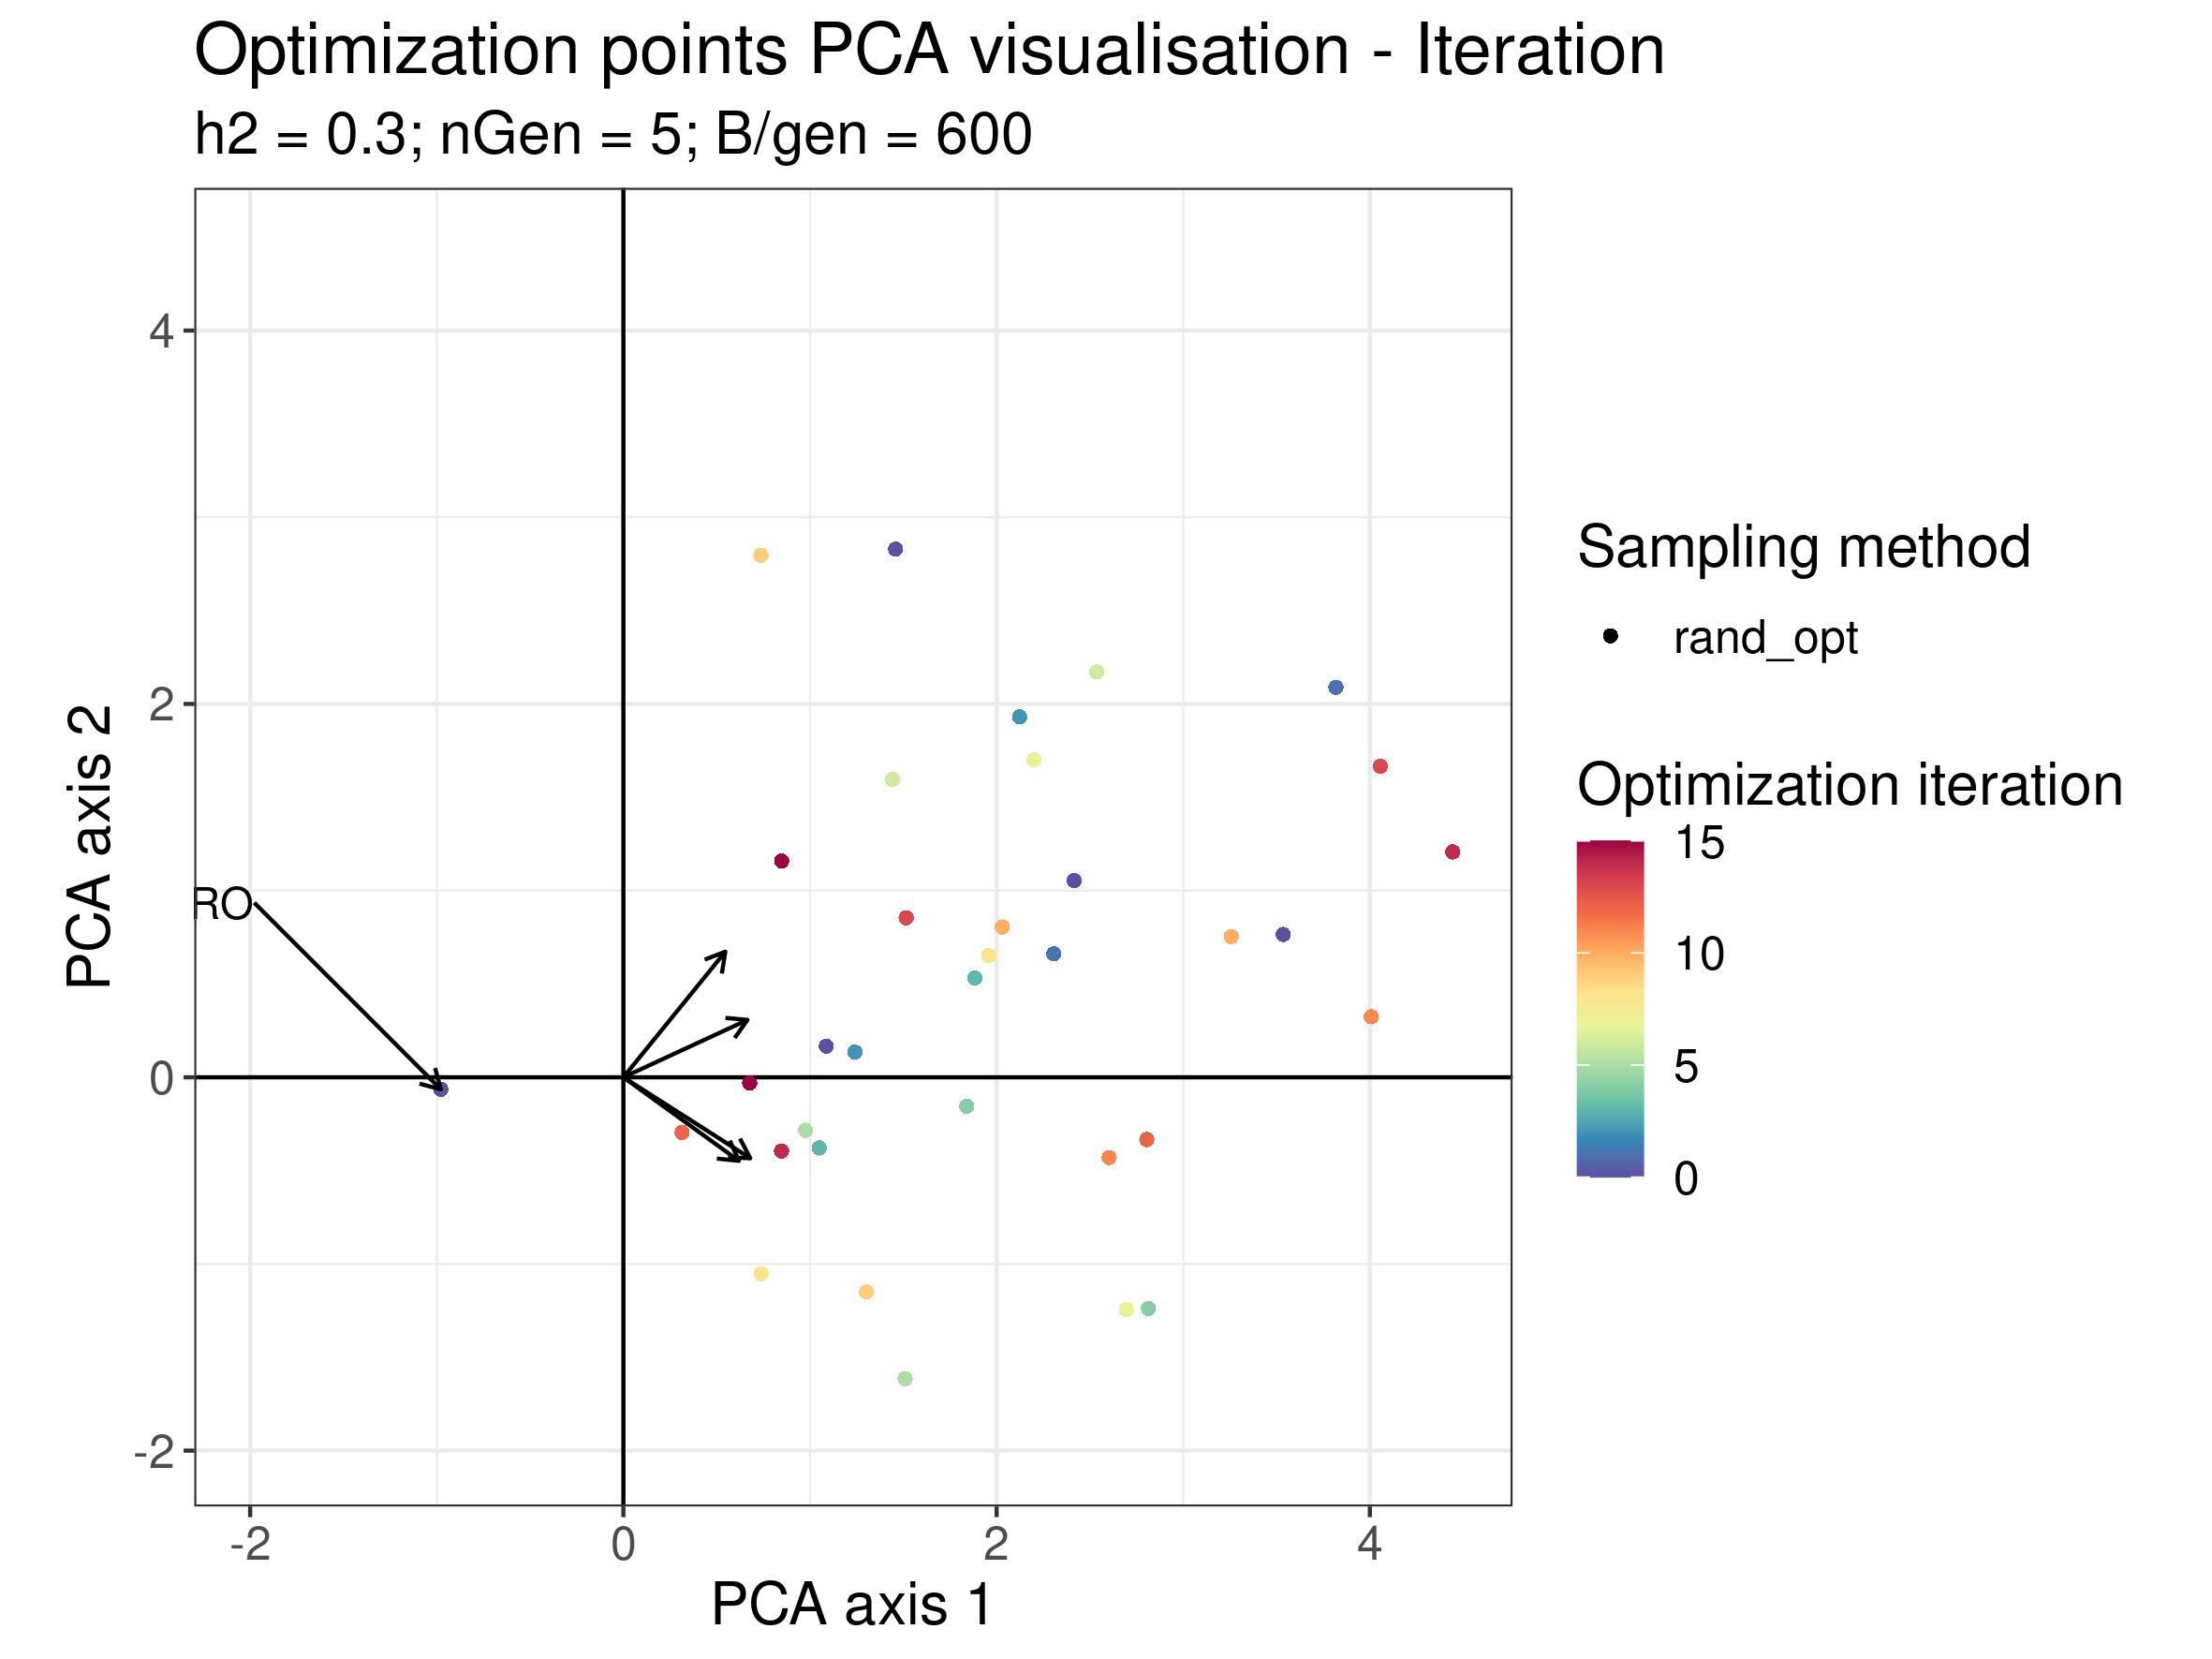 Optimization points PCA visualisation - Iteration
h2 = 0.3; nGen = 5; B/gen = 600
4
2
0
-2
PCA axis 2
RO
-2
0
2
4
PCA axis 1
Sampling method
rand_opt
Optimization iteration
15
10
5
0